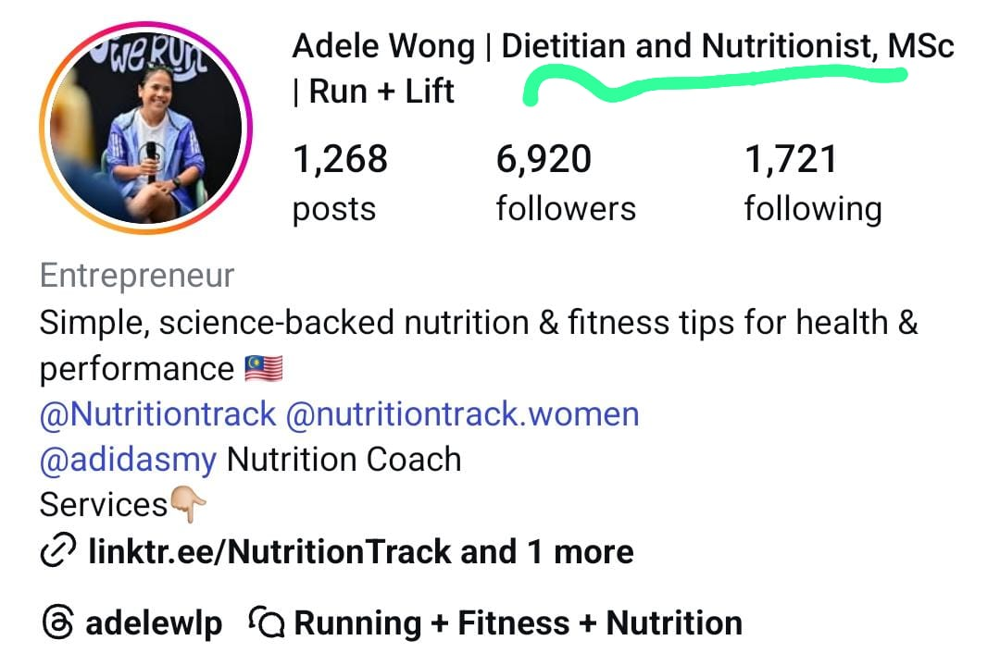 we RUN
Adele Wong | Dietitian and Nutritionist, MSc
| Run + Lift
1,268 6,920 1,721
posts followers following
Entrepreneur
Simple, science-backed nutrition & fitness tips for health &
performance 🇲🇾
@Nutritiontrack @nutritiontrack.women
@adidasmy Nutrition Coach
Services👇🏼
linktr.ee/NutritionTrack and 1 more
adelewlp Running + Fitness + Nutrition